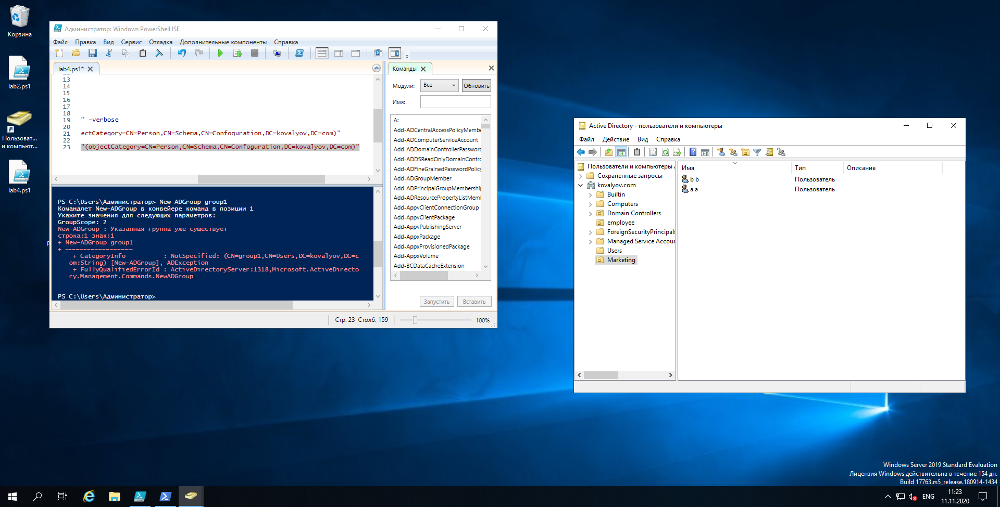 Корзина
lab2.ps1
Пользоват...
и компьют...
lab4.ps1
Администратор: Windows PowerShell ISE
Файл Правка Вид Сервис Отладка Дополнительные компоненты Справка
lab4.ps1*
13
14
15
16
17
18
19 " -verbose
20
21 ectCategory=CN=Person,CN=Schema,CN=Confoguration,DC=kovalyov,DC=com)"
22
23 "(objectCategory=CN=Person,CN=Schema,CN=Confoguration,DC=kovalyov,DC=com)"
PS C:\Users\Администратор> New-ADGroup group1
Командлет New-ADGroup в конвейере команд в позиции 1
Укажите значения для следующих параметров:
GroupScope: 2
New-ADGroup : Указанная группа уже существует
строка:1 знак:1
+ New-ADGroup group1
+ ~~~~~~~~~~~~~~~~~~
+ CategoryInfo : NotSpecified: (CN=group1,CN=Users,DC=kovalyov,DC=c
om:String) [New-ADGroup], ADException
+ FullyQualifiedErrorId : ActiveDirectoryServer:1318,Microsoft.ActiveDirecto
ry.Management.Commands.NewADGroup
PS C:\Users\Администратор>
Команды
Модули: Все Обновить
Имя:
A:
Add-ADCentralAccessPolicyMembe
Add-ADComputerServiceAccount
Add-ADDomainControllerPassword
Add-ADDSReadOnlyDomainContro
Add-ADFineGrainedPasswordPolicy
Add-ADGroupMember
Add-ADPrincipalGroupMembership
Add-ADResourcePropertyListMemb
Add-AppvClientConnectionGroup
Add-AppvClientPackage
Add-AppvPublishingServer
Add-AppxPackage
Add-AppxProvisionedPackage
Add-AppxVolume
Add-BCDataCacheExtension
Запустить Вставить
Стр. 23 Столб. 159 100%
Active Directory - пользователи и компьютеры
Файл Действие Вид Справка
Пользователи и компьютеры
Сохраненные запросы
kovalyov.com
Builtin
Computers
Domain Controllers
employee
ForeignSecurityPrincipals
Managed Service Accoun
Users
Marketing
Имя Тип Описание
b b Пользователь
a a Пользователь
Windows Server 2019 Standard Evaluation
Лицензия Windows действительна в течение 154 дн.
Build 17763.rs5_release.180914-1434
ENG
11:23
11.11.2020